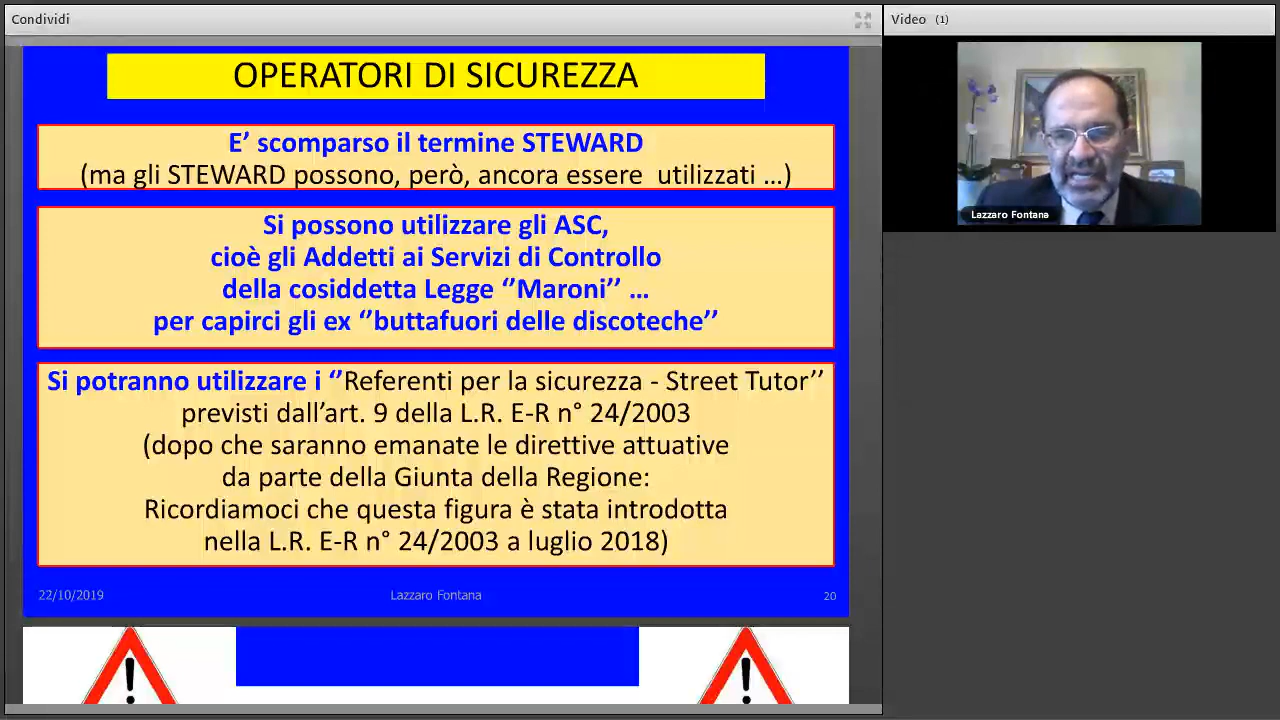 Condividi
Video (1)
OPERATORI DI SICUREZZA
E’ scomparso il termine STEWARD
(ma gli STEWARD possono, però, ancora essere utilizzati …)
Si possono utilizzare gli ASC,
cioè gli Addetti ai Servizi di Controllo
della cosiddetta Legge ‘’Maroni’’ …
per capirci gli ex ‘’buttafuori delle discoteche’’
Si potranno utilizzare i ‘’Referenti per la sicurezza - Street Tutor’’
previsti dall’art. 9 della L.R. E-R n° 24/2003
(dopo che saranno emanate le direttive attuative
da parte della Giunta della Regione:
Ricordiamoci che questa figura è stata introdotta
nella L.R. E-R n° 24/2003 a luglio 2018)
22/10/2019
Lazzaro Fontana
20
Lazzaro Fontana